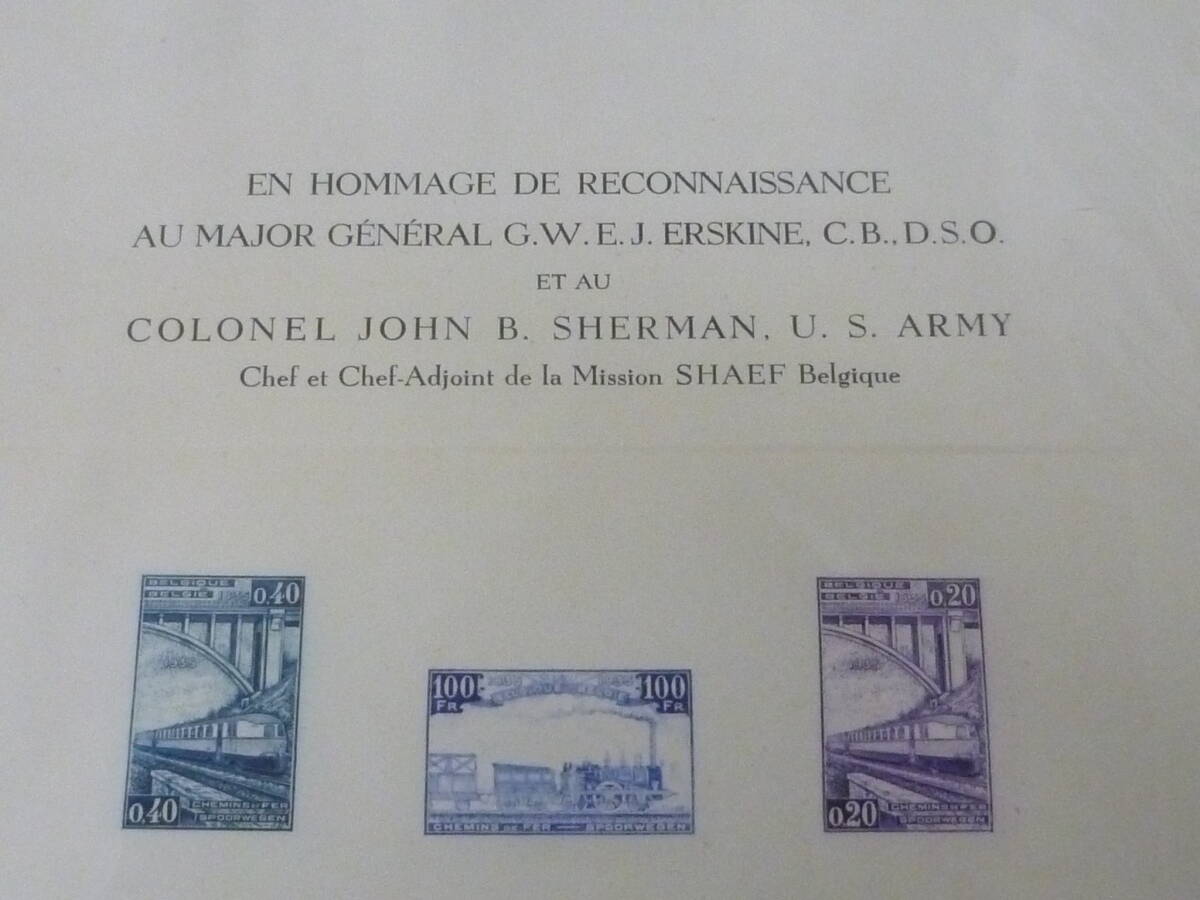 EN HOMMAGE DE RECONNAISSANCE
AU MAJOR GÉNÉRAL G.W.E.J. ERSKINE, C.B., D.S.O.
ET AU
COLONEL JOHN B. SHERMAN, U. S. ARMY
Chef et Chef-Adjoint de la Mission SHAEF Belgique
BELGIQUE
BELGIË
0,40
1935
0,40
CHEMINS DE FER
SPOORWEGEN
100 100
FR FR
CHEMINS DE FER — SPOORWEGEN
BELGIQUE
BELGIË
0,20
1935
0,20
CHEMINS DE FER
SPOORWEGEN